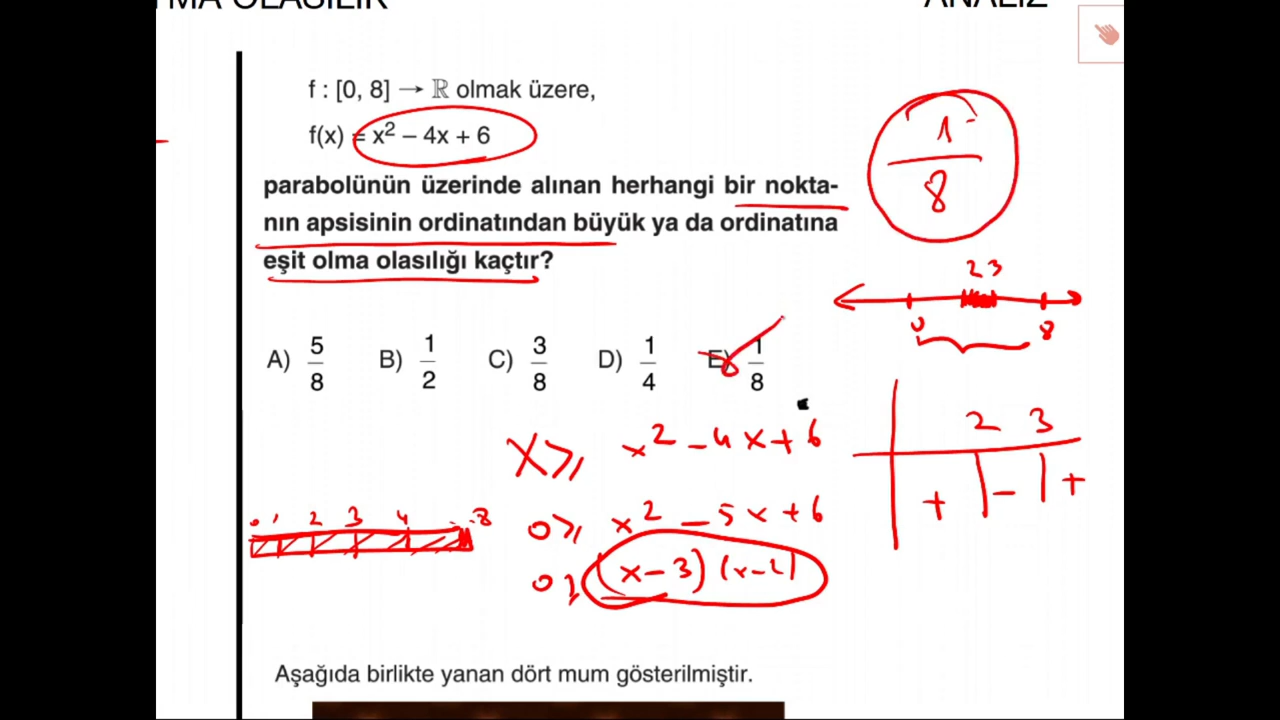 MA OLASILIK
ANALİZ
f : [0, 8] → ℝ olmak üzere,
f(x) = x² – 4x + 6
parabolünün üzerinde alınan herhangi bir nokta-
nın apsisinin ordinatından büyük ya da ordinatına
eşit olma olasılığı kaçtır?
1/8
2 3
0 8
A) 5/8 B) 1/2 C) 3/8 D) 1/4 E) 1/8
x ⩾ x² – 4x + 6
2 3
+ – +
0 1 2 3 4 ... 8
0 ⩾ x² – 5x + 6
0 ⩾ (x – 3) (x – 2)
Aşağıda birlikte yanan dört mum gösterilmiştir.